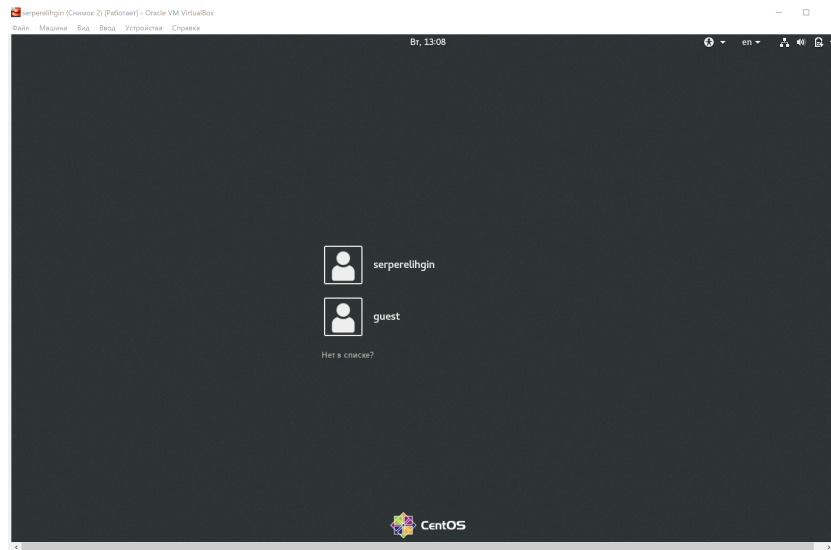 serperelihgin (Снимок 2) [Работает] - Oracle VM VirtualBox
Файл Машина Вид Ввод Устройства Справка
Вт, 13:08
en
serperelihgin
guest
Нет в списке?
CentOS